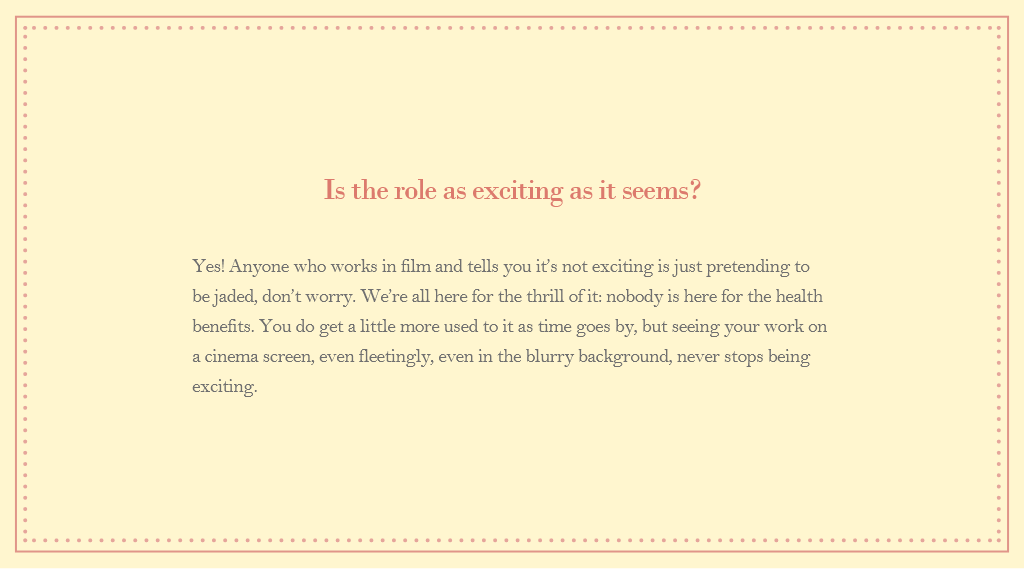 Is the role as exciting as it seems?
Yes! Anyone who works in film and tells you it’s not exciting is just pretending to
be jaded, don’t worry. We’re all here for the thrill of it: nobody is here for the health
benefits. You do get a little more used to it as time goes by, but seeing your work on
a cinema screen, even fleetingly, even in the blurry background, never stops being
exciting.